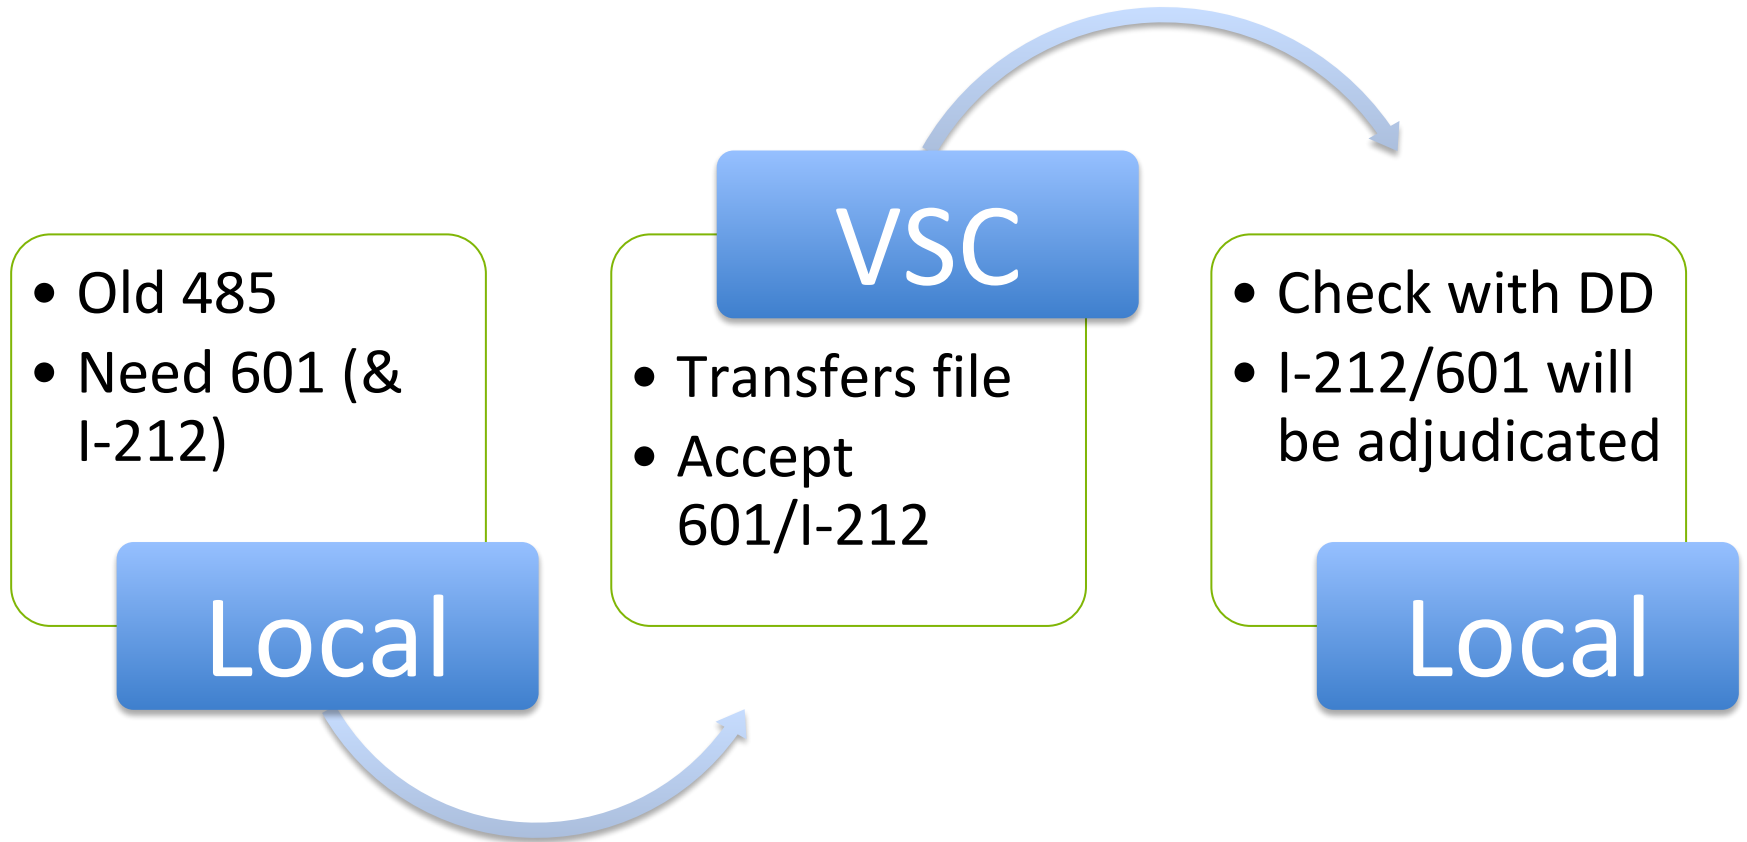 • Old 485
• Need 601 (&
I-212)
Local
VSC
• Transfers file
• Accept
601/I-212
• Check with DD
• I-212/601 will
be adjudicated
Local